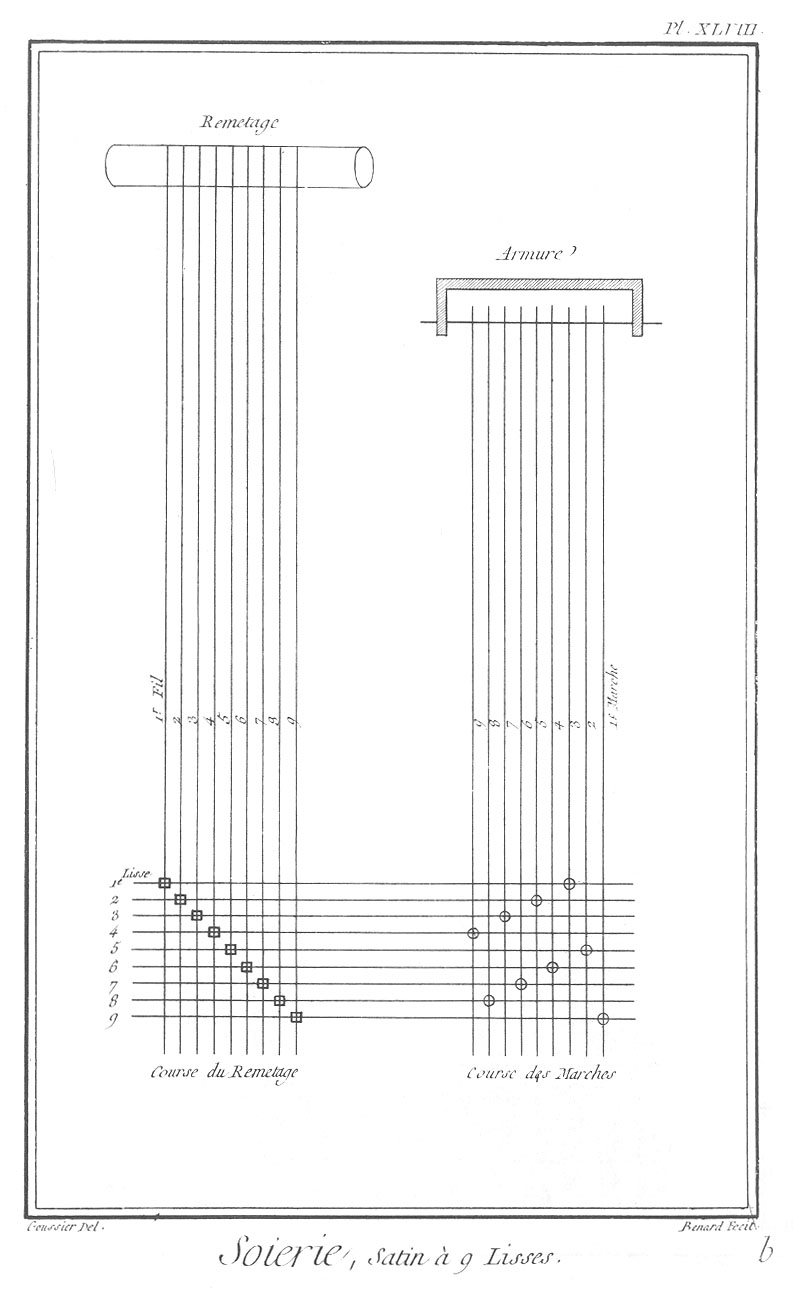 Pl. XLVIII.
Remetage
Armure
1r. Fil
2
3
4
5
6
7
8
9
9
8
7
6
5
4
3
2
1e Marche
Lisse
1e
2
3
4
5
6
7
8
9
Course du Remetage
Course des Marches
Goussier Del.
Benard Fecit.
Soierie, Satin à 9 Lisses.
b